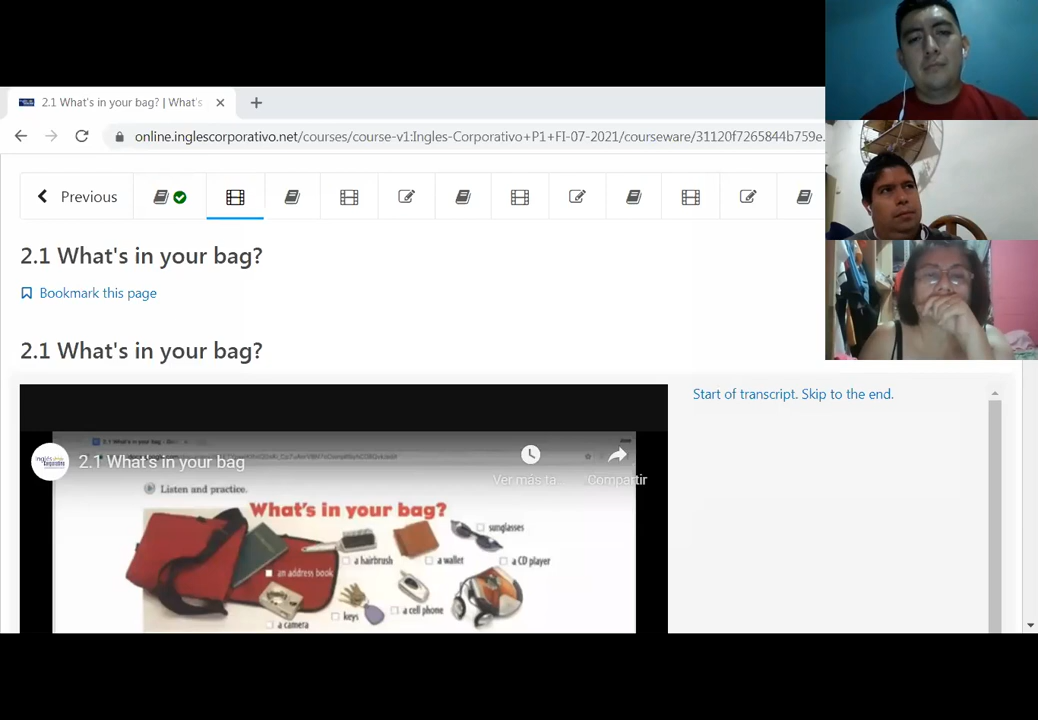 2.1 What's in your bag? | What's
online.inglescorporativo.net/courses/course-v1:Ingles-Corporativo+P1+FI-07-2021/courseware/31120f7265844b759e...
Previous
2.1 What's in your bag?
Bookmark this page
2.1 What's in your bag?
Start of transcript. Skip to the end.
2.1 What's in your bag
Ver más ta...
Compartir
Listen and practice.
What's in your bag?
sunglasses
a hairbrush
a wallet
a CD player
an address book
keys
a cell phone
a camera